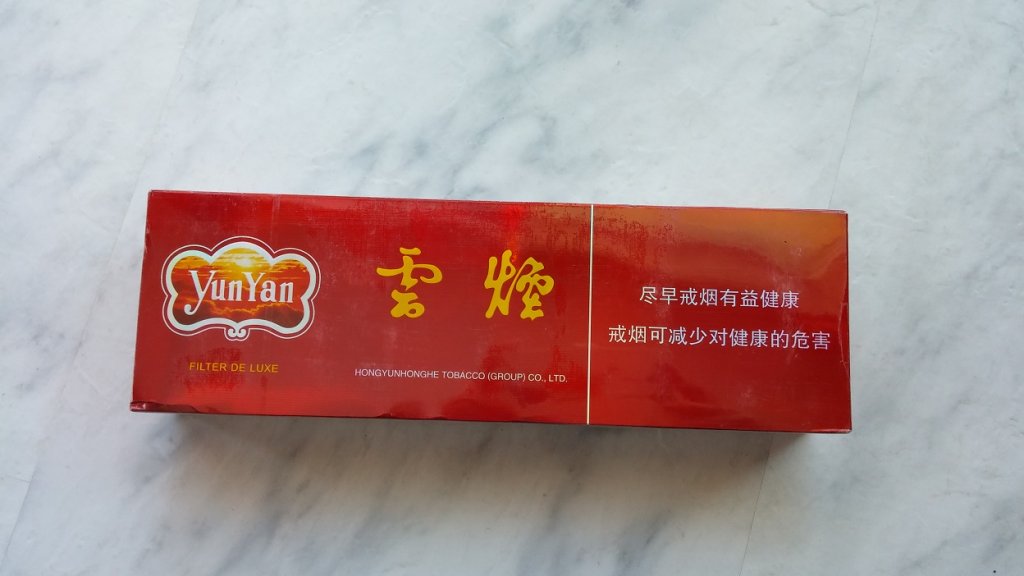 YunYan
FILTER DE LUXE
雲煙
HONGYUNHONGHE TOBACCO (GROUP) CO., LTD.
尽早戒烟有益健康
戒烟可减少对健康的危害